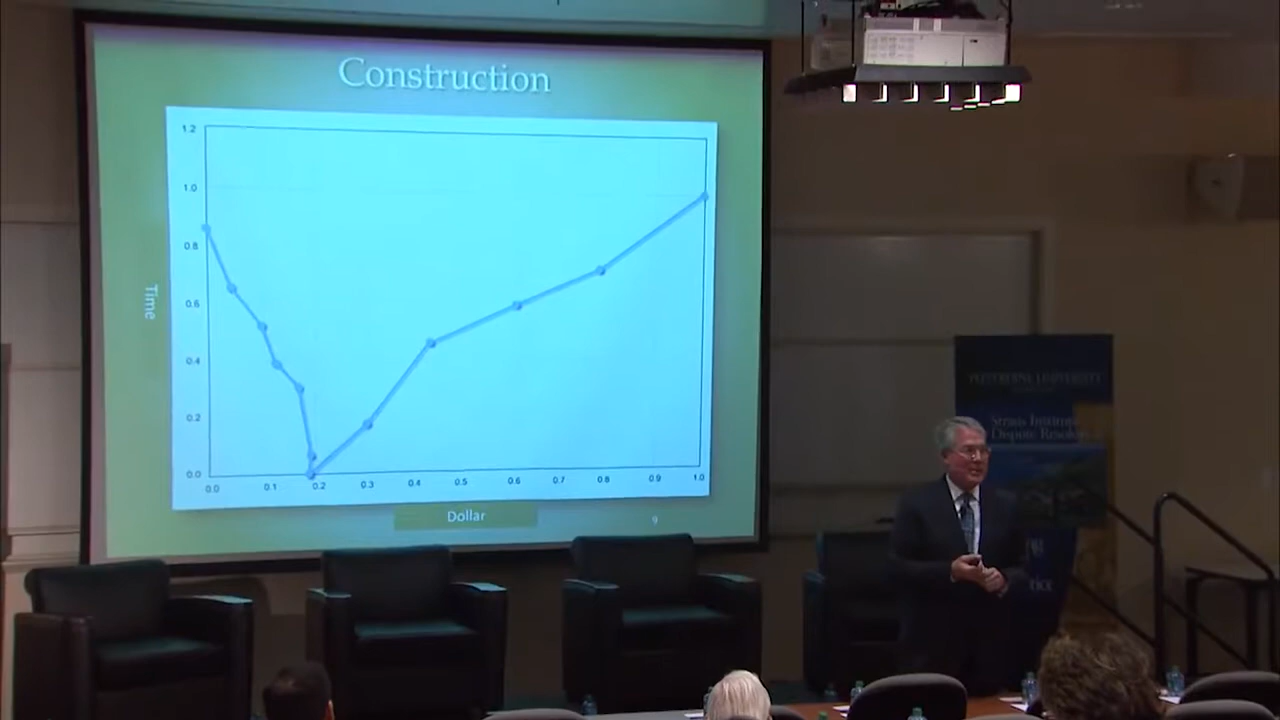 Construction
1.2
1.0
0.8
0.6
0.4
0.2
0.0
Time
0.0 0.1 0.2 0.3 0.4 0.5 0.6 0.7 0.8 0.9 1.0
Dollar
9
PEPPERDINE UNIVERSITY
Straus Institute
Dispute Resolution